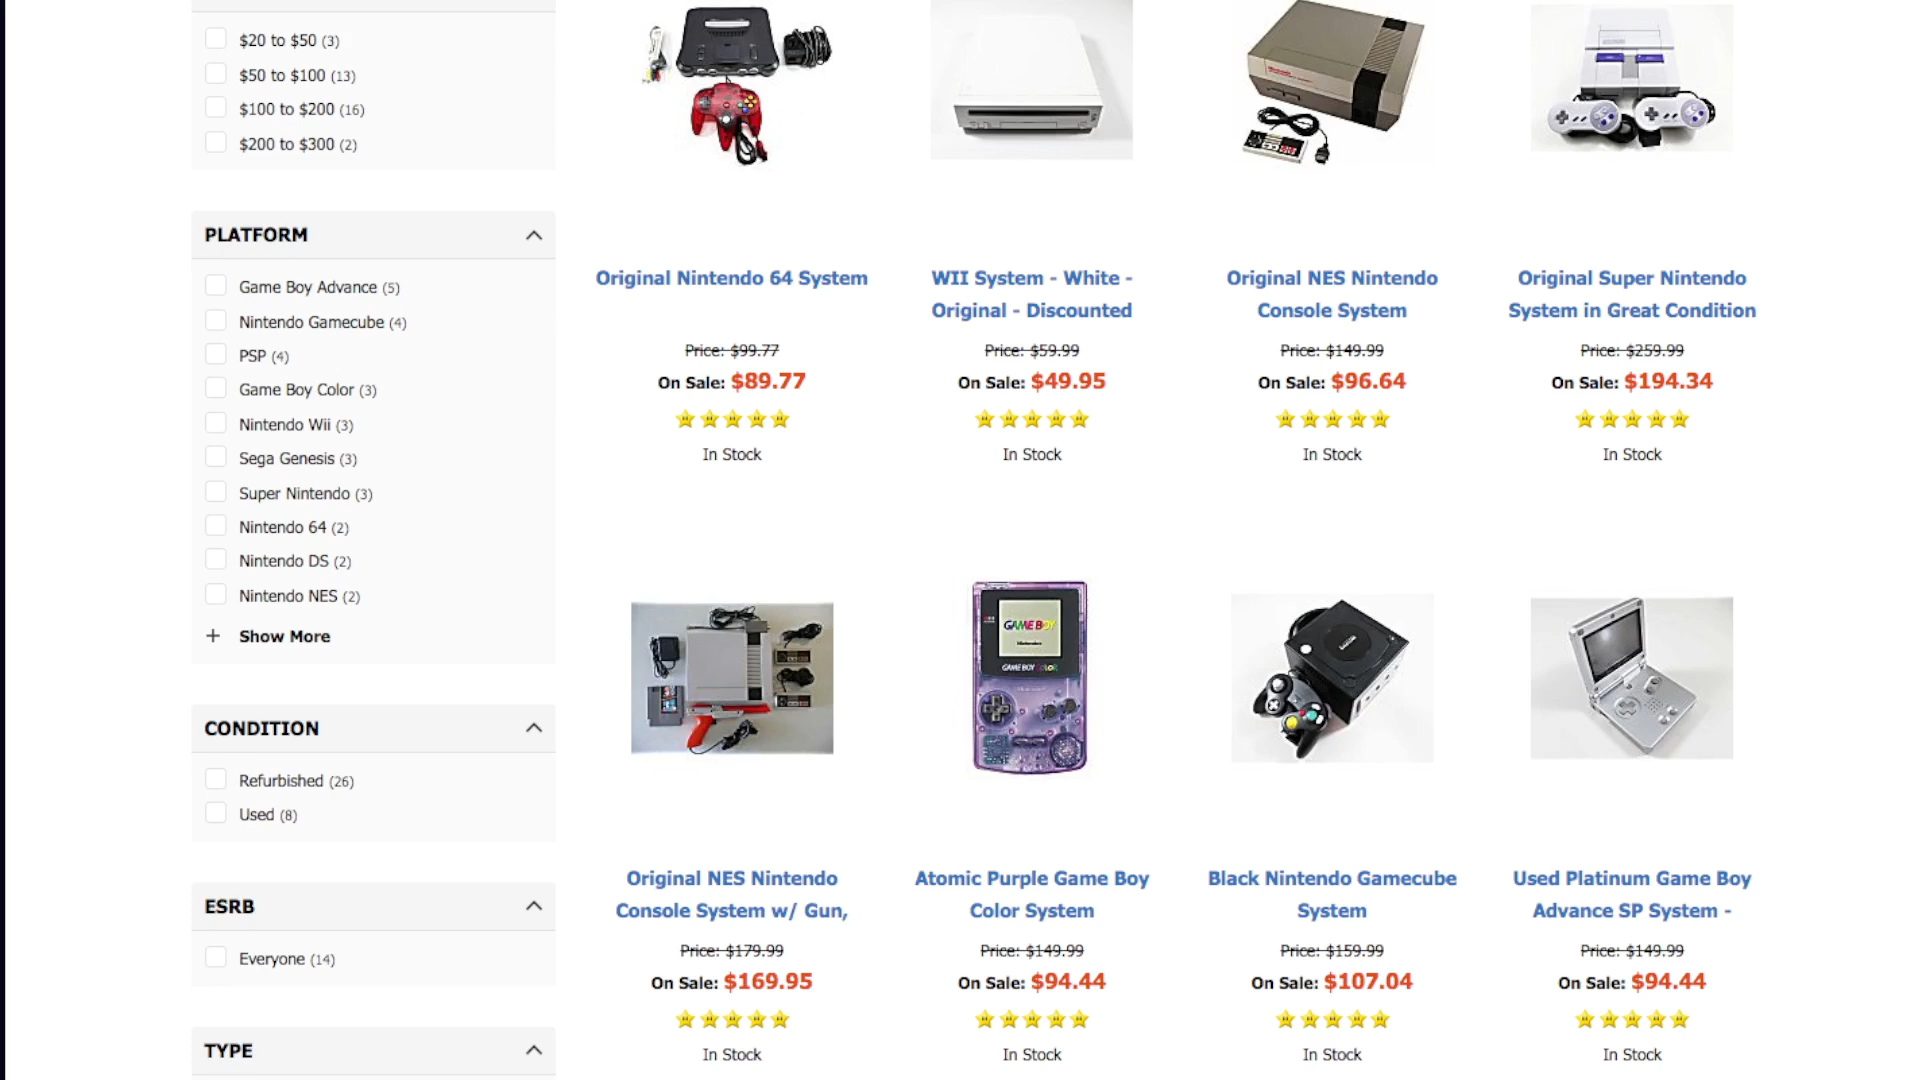 $20 to $50 (3)
$50 to $100 (13)
$100 to $200 (16)
$200 to $300 (2)
PLATFORM
Game Boy Advance (5)
Nintendo Gamecube (4)
PSP (4)
Game Boy Color (3)
Nintendo Wii (3)
Sega Genesis (3)
Super Nintendo (3)
Nintendo 64 (2)
Nintendo DS (2)
Nintendo NES (2)
+ Show More
CONDITION
Refurbished (26)
Used (8)
ESRB
Everyone (14)
TYPE
Original Nintendo 64 System
Price: $99.77
On Sale: $89.77
In Stock
WII System - White -
Original - Discounted
Price: $59.99
On Sale: $49.95
In Stock
Original NES Nintendo
Console System
Price: $149.99
On Sale: $96.64
In Stock
Original Super Nintendo
System in Great Condition
Price: $259.99
On Sale: $194.34
In Stock
Original NES Nintendo
Console System w/ Gun,
Price: $179.99
On Sale: $169.95
In Stock
GAME BOY
Nintendo
GAME BOY COLOR
Atomic Purple Game Boy
Color System
Price: $149.99
On Sale: $94.44
In Stock
Black Nintendo Gamecube
System
Price: $159.99
On Sale: $107.04
In Stock
Used Platinum Game Boy
Advance SP System -
Price: $149.99
On Sale: $94.44
In Stock